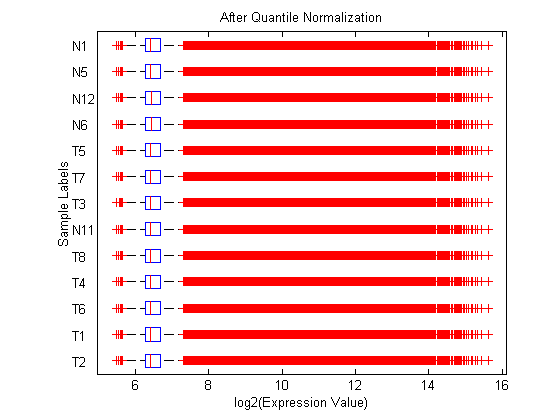 After Quantile Normalization
N1
N5
N12
N6
T5
T7
T3
N11
T8
T4
T6
T1
T2
Sample Labels
6 8 10 12 14 16
log2(Expression Value)